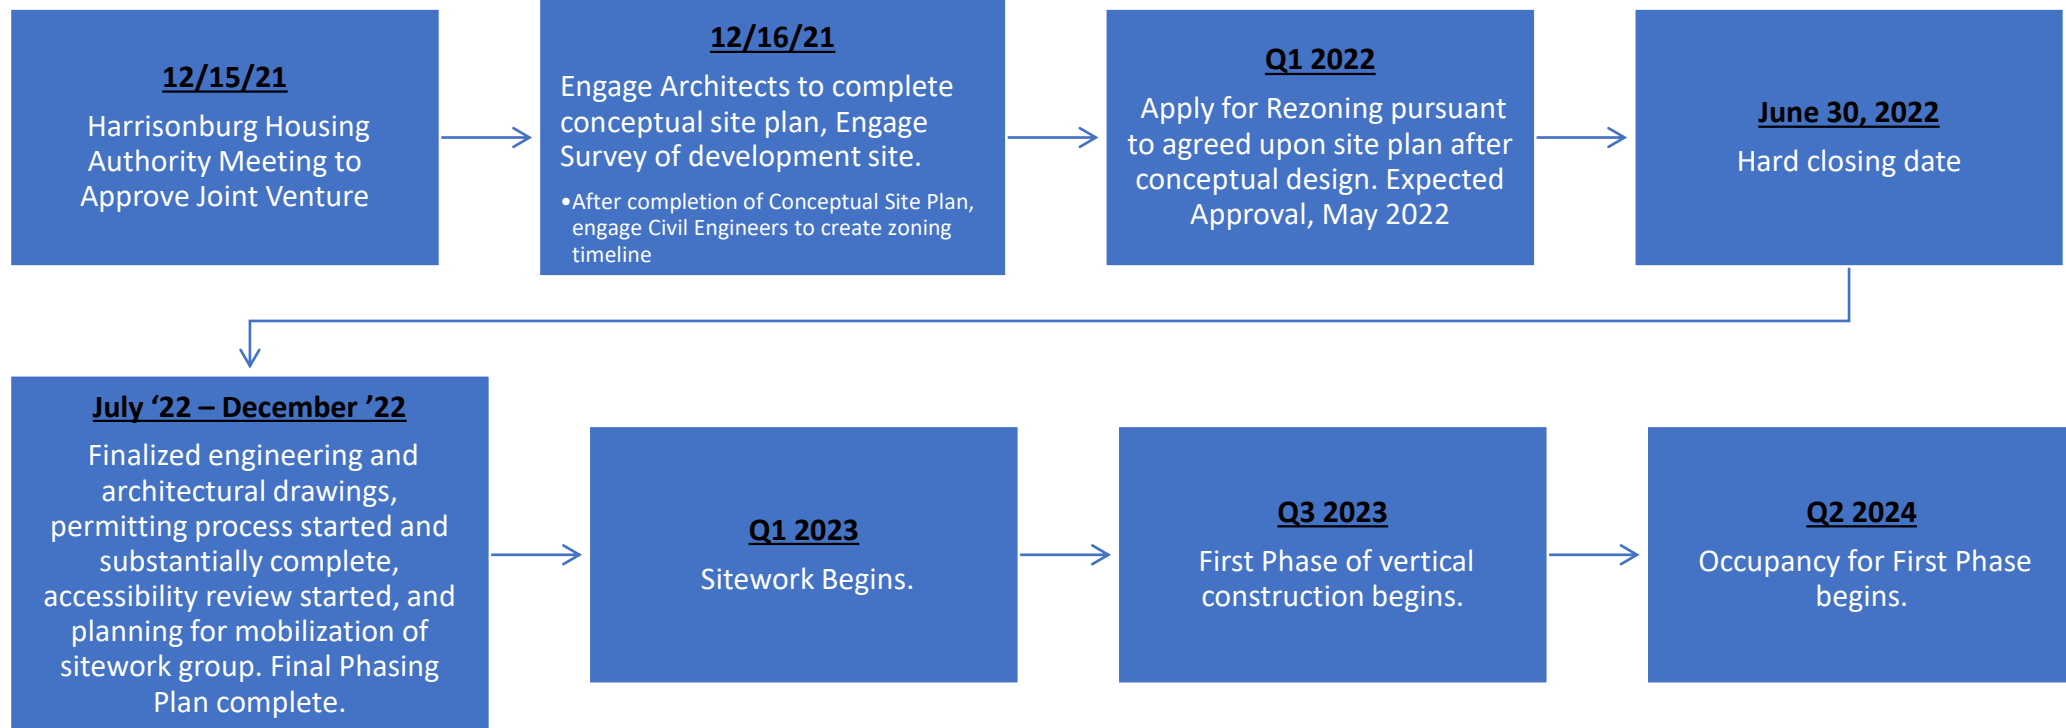 12/15/21
Harrisonburg Housing
Authority Meeting to
Approve Joint Venture
12/16/21
Engage Architects to complete
conceptual site plan, Engage
Survey of development site.
•After completion of Conceptual Site Plan,
engage Civil Engineers to create zoning
timeline
Q1 2022
Apply for Rezoning pursuant
to agreed upon site plan after
conceptual design. Expected
Approval, May 2022
June 30, 2022
Hard closing date
July ‘22 – December ’22
Finalized engineering and
architectural drawings,
permitting process started and
substantially complete,
accessibility review started, and
planning for mobilization of
sitework group. Final Phasing
Plan complete.
Q1 2023
Sitework Begins.
Q3 2023
First Phase of vertical
construction begins.
Q2 2024
Occupancy for First Phase
begins.